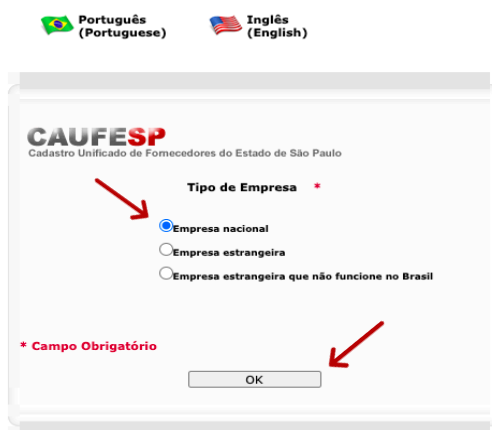 Português
(Portuguese)
Inglês
(English)
CAUFESP
Cadastro Unificado de Fornecedores do Estado de São Paulo
Tipo de Empresa *
Empresa nacional
Empresa estrangeira
Empresa estrangeira que não funcione no Brasil
* Campo Obrigatório
OK